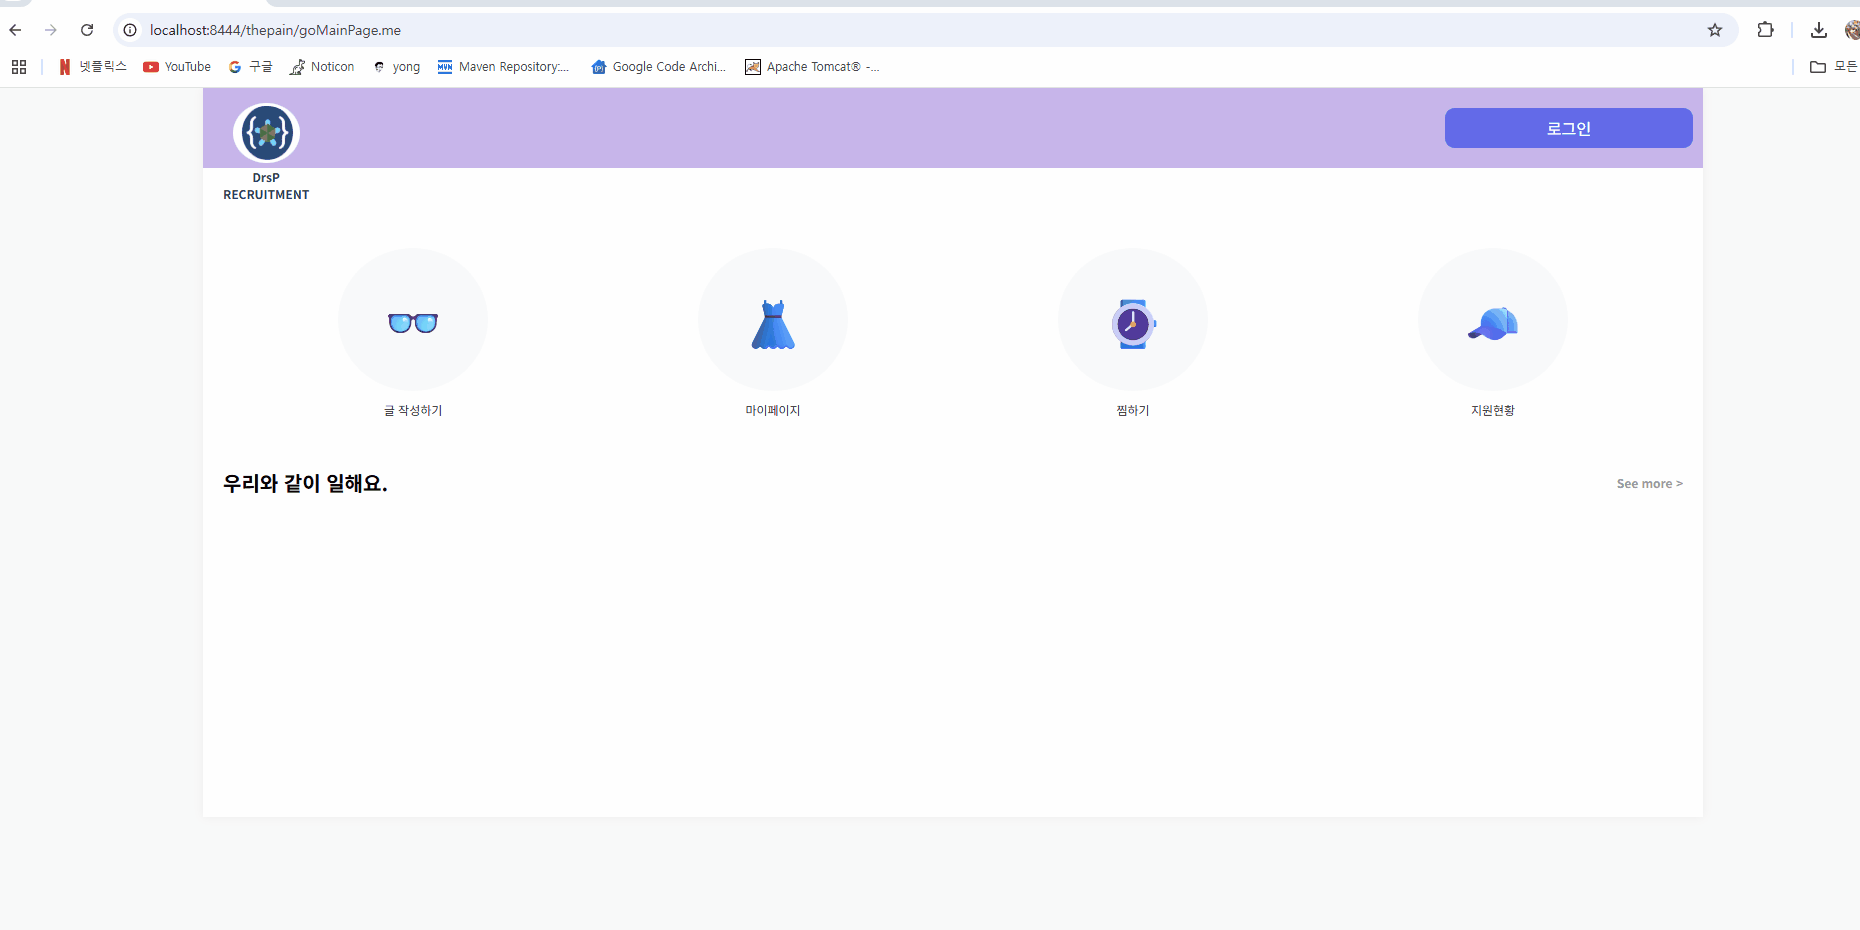 localhost:8444/thepain/goMainPage.me
넷플릭스 YouTube 구글 Noticon yong Maven Repository:... Google Code Archi... Apache Tomcat® -... 모든
로그인
DrsP
RECRUITMENT
글 작성하기 마이페이지 찜하기 지원현황
우리와 같이 일해요. See more >